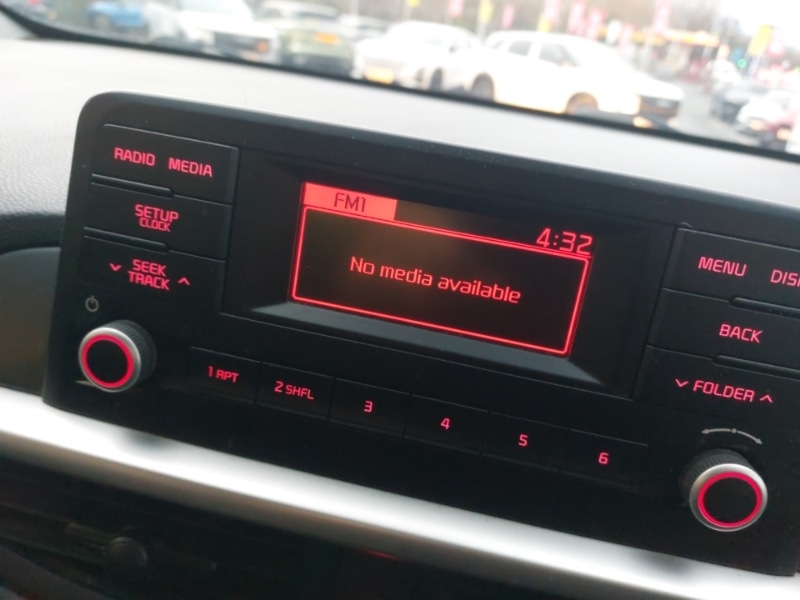 RADIO MEDIA
SETUP
CLOCK
SEEK
TRACK
FM1
4:32
No media available
MENU
BACK
FOLDER
1 RPT
2 SHFL
3
4
5
6